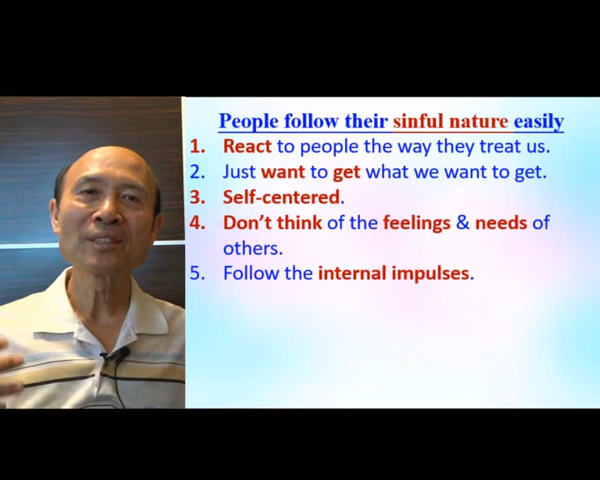 People follow their sinful nature easily
1. React to people the way they treat us.
2. Just want to get what we want to get.
3. Self-centered.
4. Don't think of the feelings & needs of
others.
5. Follow the internal impulses.